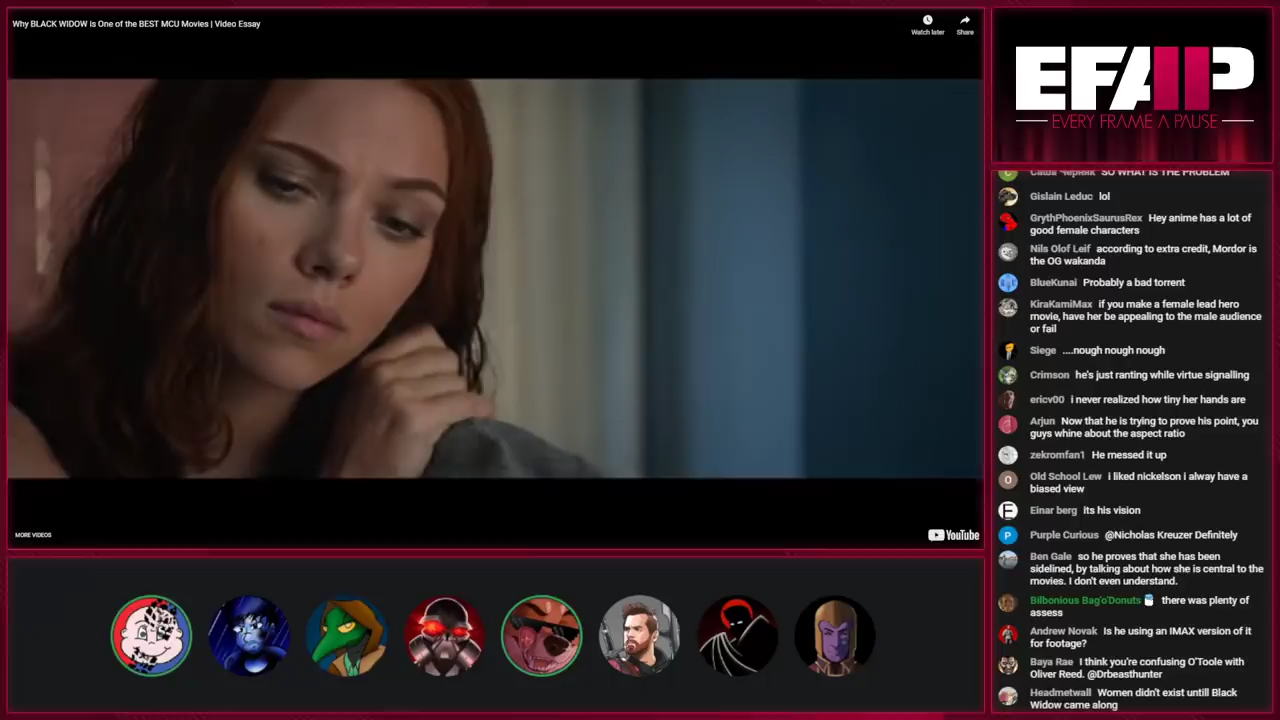 Why BLACK WIDOW is One of the BEST MCU Movies | Video Essay
Watch later
Share
MORE VIDEOS
YouTube
EFAP
EVERY FRAME A PAUSE
Саша Черняк SO WHAT IS THE PROBLEM
Gislain Leduc lol
GrythPhoenixSaurusRex Hey anime has a lot of
good female characters
Nils Olof Leif according to extra credit, Mordor is
the OG wakanda
BlueKunai Probably a bad torrent
KiraKamiMax if you make a female lead hero
movie, have her be appealing to the male audience
or fail
Siege ....nough nough nough
Crimson he's just ranting while virtue signalling
ericv00 i never realized how tiny her hands are
Arjun Now that he is trying to prove his point, you
guys whine about the aspect ratio
zekromfan1 He messed it up
O
Old School Lew i liked nickelson i alway have a
biased view
E
Einar berg its his vision
P
Purple Curious @Nicholas Kreuzer Definitely
Ben Gale so he proves that she has been
sidelined, by talking about how she is central to the
movies. I don't even understand.
Bilbonious Bag'o'Donuts there was plenty of
assess
Andrew Novak Is he using an IMAX version of it
for footage?
Baya Rae I think you're confusing O'Toole with
Oliver Reed. @Drbeasthunter
Headmetwall Women didn't exist untill Black
Widow came along